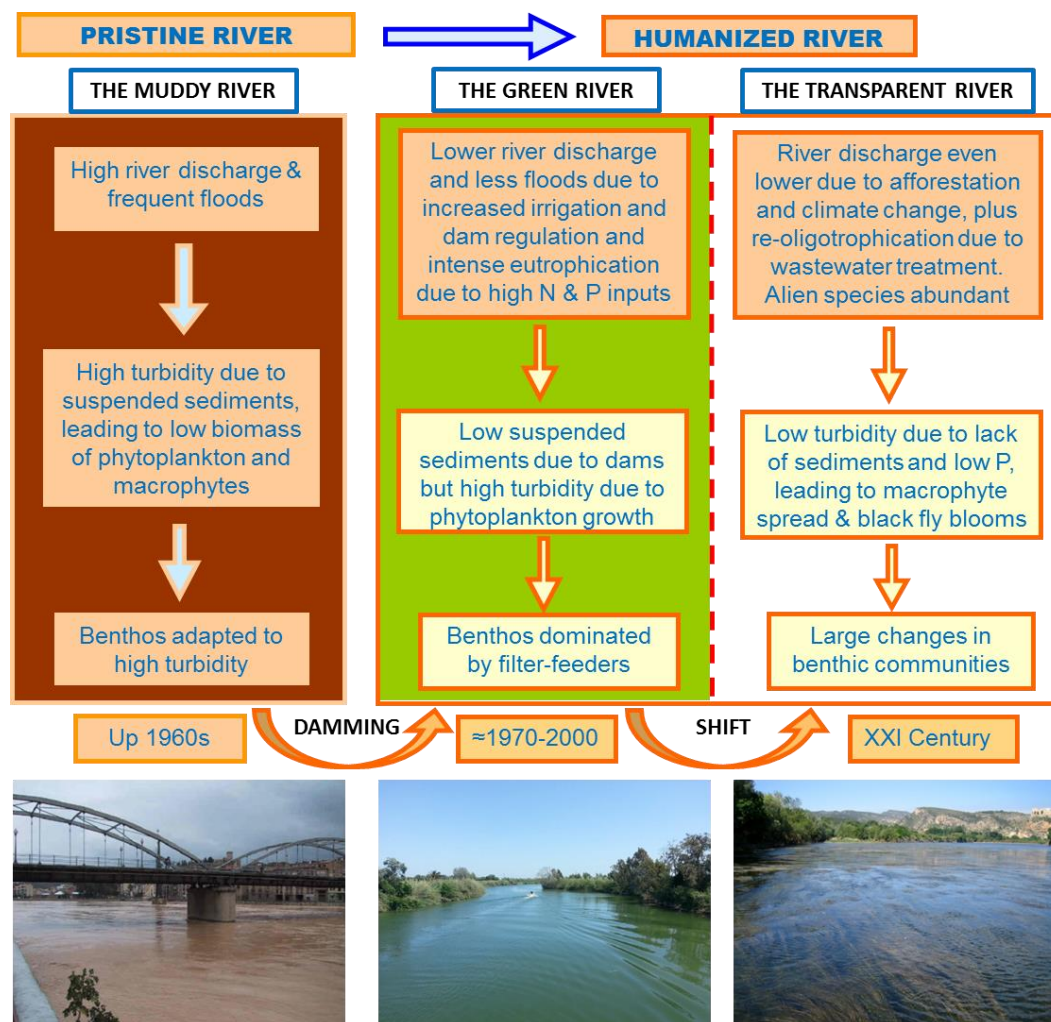 PRISTINE RIVER
HUMANIZED RIVER
THE MUDDY RIVER
High river discharge &
frequent floods
High turbidity due to
suspended sediments,
leading to low biomass
of phytoplankton and
macrophytes
Benthos adapted to
high turbidity
THE GREEN RIVER
Lower river discharge
and less floods due to
increased irrigation and
dam regulation and
intense eutrophication
due to high N & P inputs
Low suspended
sediments due to dams
but high turbidity due to
phytoplankton growth
Benthos dominated
by filter-feeders
THE TRANSPARENT RIVER
River discharge even
lower due to afforestation
and climate change, plus
re-oligotrophication due to
wastewater treatment.
Alien species abundant
Low turbidity due to lack
of sediments and low P,
leading to macrophyte
spread & black fly blooms
Large changes in
benthic communities
Up 1960s
DAMMING
≈1970-2000
SHIFT
XXI Century